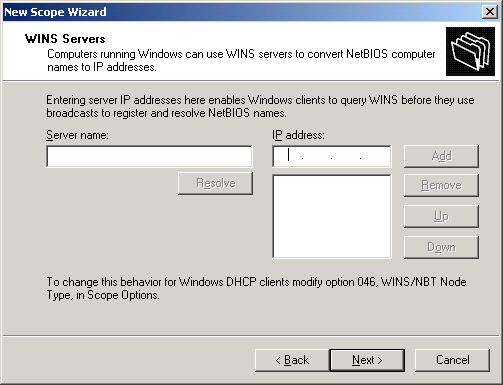 New Scope Wizard
WINS Servers
Computers running Windows can use WINS servers to convert NetBIOS computer
names to IP addresses.
Entering server IP addresses here enables Windows clients to query WINS before they use
broadcasts to register and resolve NetBIOS names.
Server name:
IP address:
. . .
Add
Resolve
Remove
Up
Down
To change this behavior for Windows DHCP clients modify option 046, WINS/NBT Node
Type, in Scope Options.
< Back
Next >
Cancel